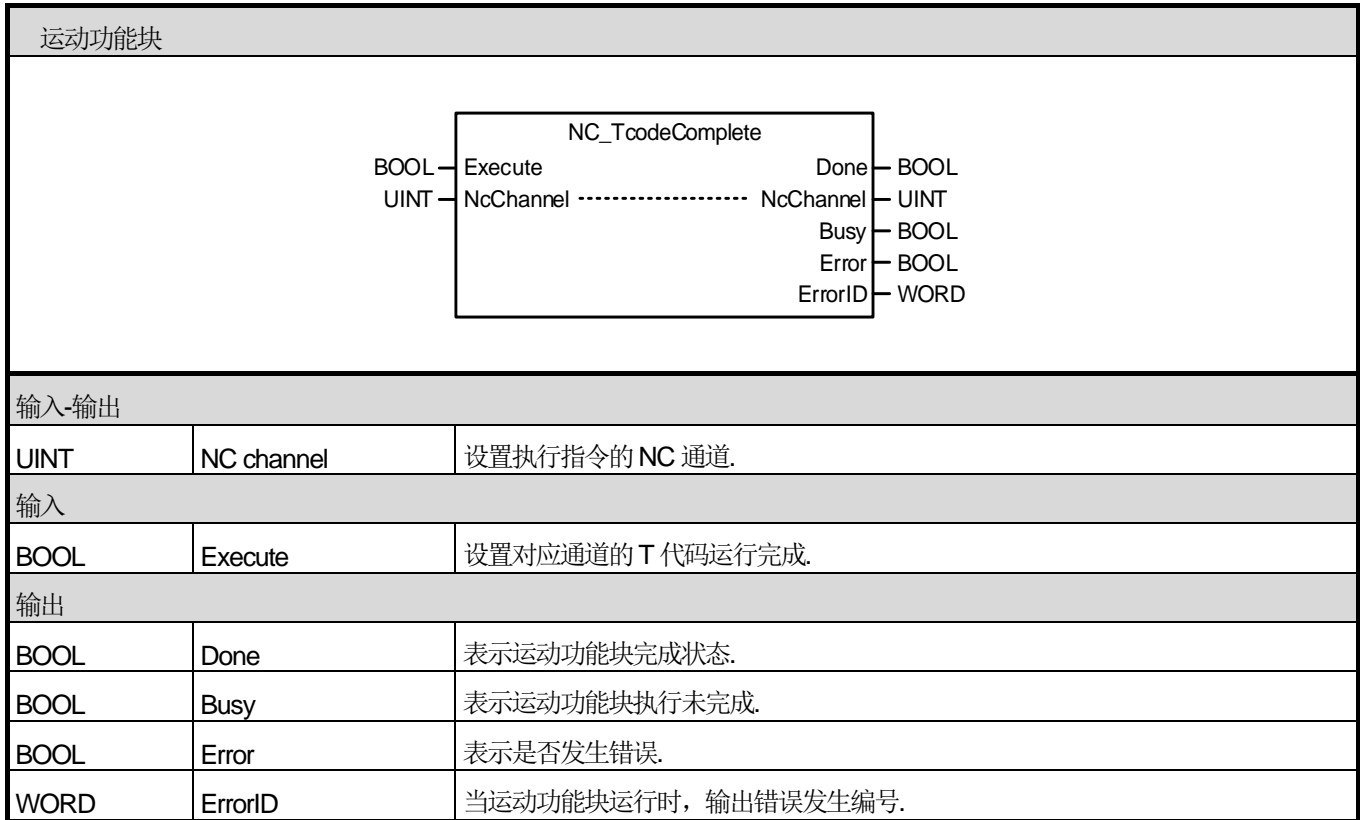 运动功能块
NC_TcodeComplete
BOOL Execute Done BOOL
UINT NcChannel NcChannel UINT
Busy BOOL
Error BOOL
ErrorID WORD
输入-输出
UINT NC channel 设置执行指令的 NC 通道.
输入
BOOL Execute 设置对应通道的 T 代码运行完成.
输出
BOOL Done 表示运动功能块完成状态.
BOOL Busy 表示运动功能块执行未完成.
BOOL Error 表示是否发生错误.
WORD ErrorID 当运动功能块运行时，输出错误发生编号.